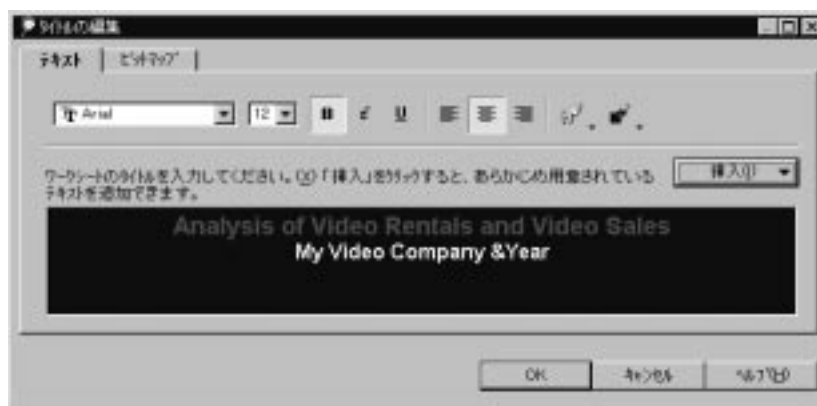 タイトルの編集
テキスト ビットマップ
Arial 12 B I U
ワークシートのタイトルを入力してください。(X)「挿入」をクリックすると、あらかじめ用意されている
テキストを追加できます。
挿入(I)
Analysis of Video Rentals and Video Sales
My Video Company &Year
OK キャンセル ヘルプ(H)